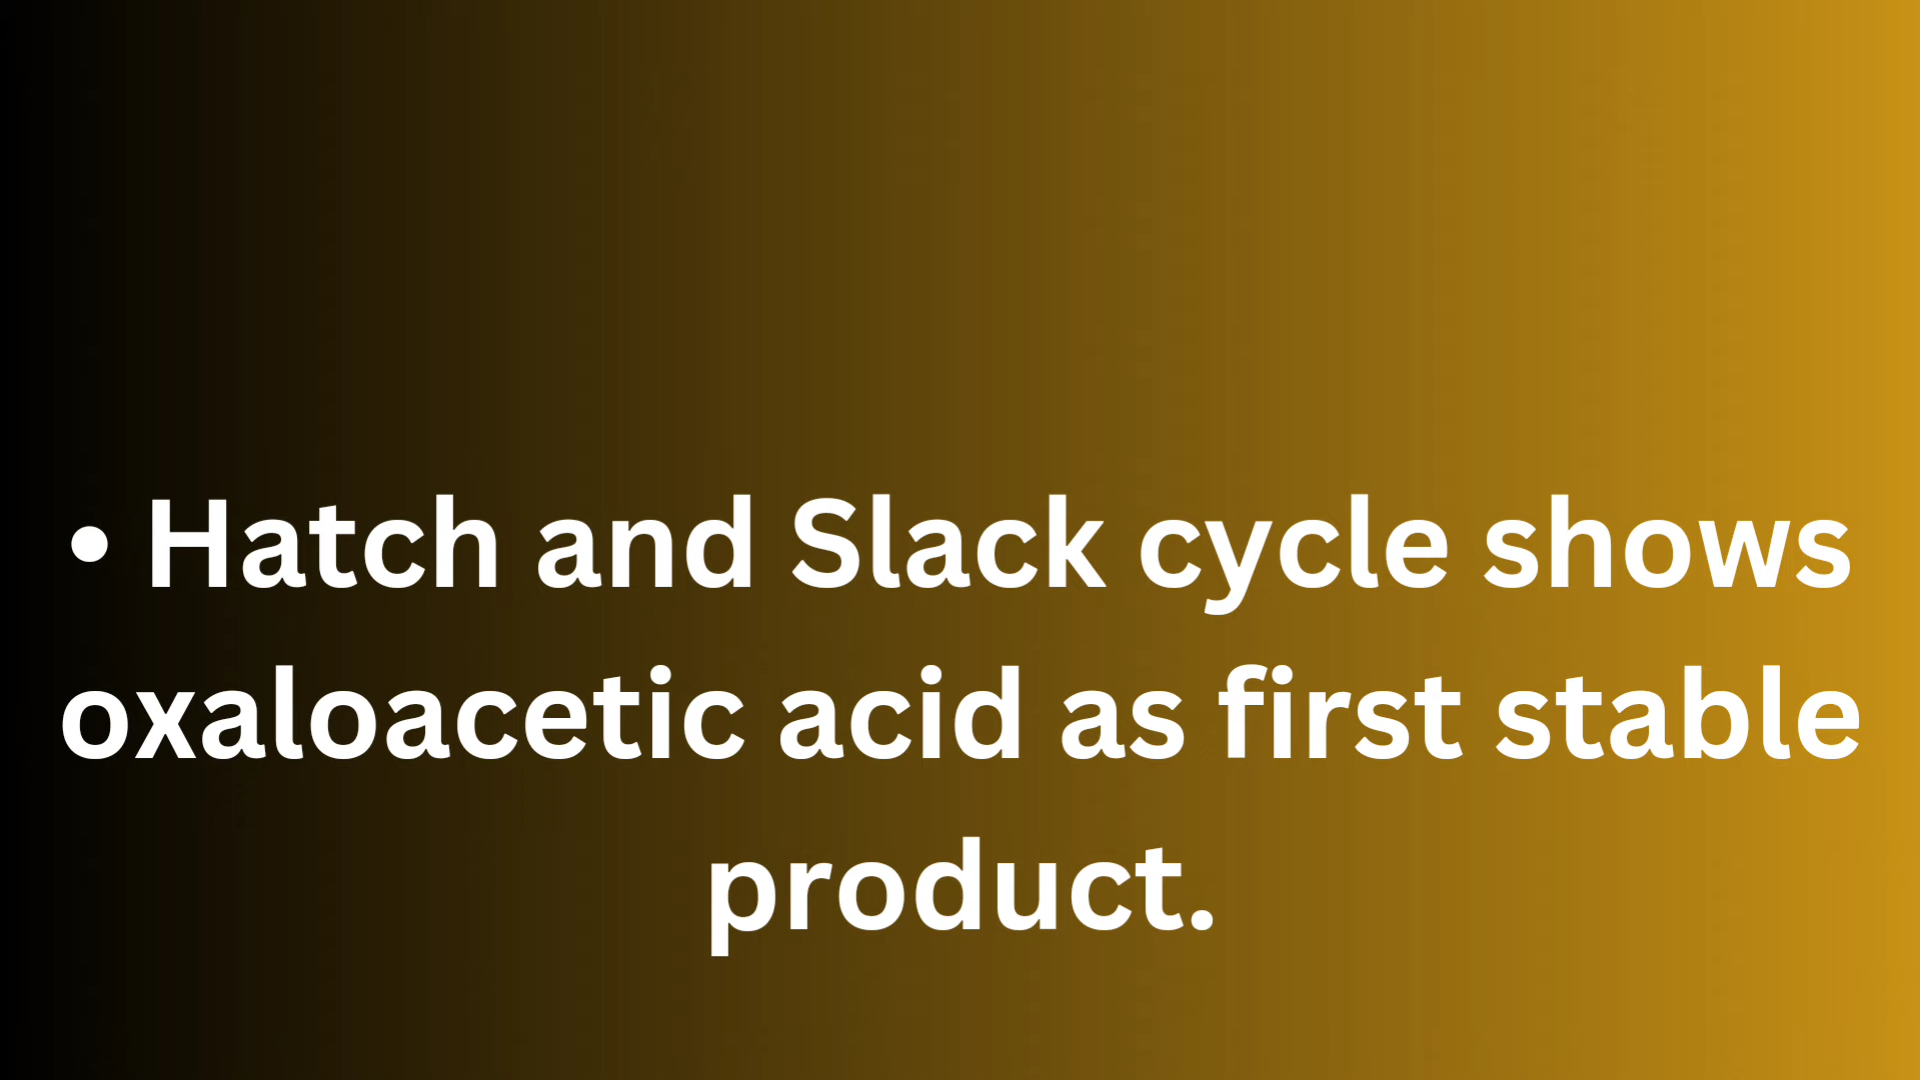 • Hatch and Slack cycle shows
oxaloacetic acid as first stable
product.